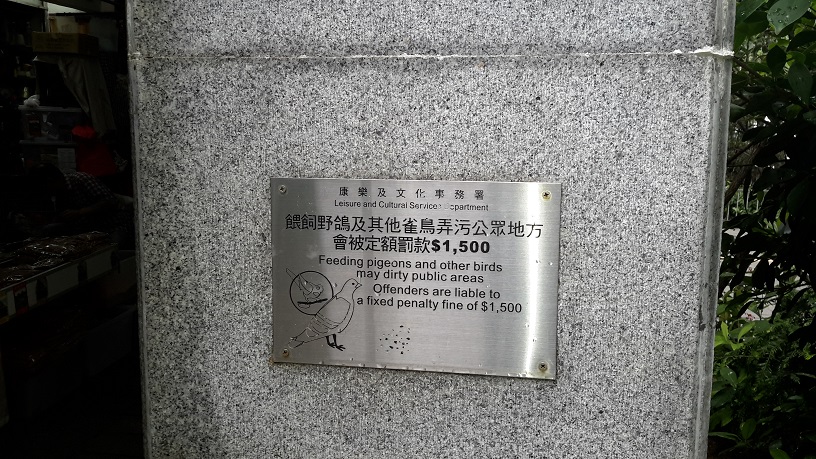 康樂及文化事務署
Leisure and Cultural Services Department
餵飼野鴿及其他雀鳥弄污公眾地方
會被定額罰款$1,500
Feeding pigeons and other birds
may dirty public areas
Offenders are liable to
a fixed penalty fine of $1,500